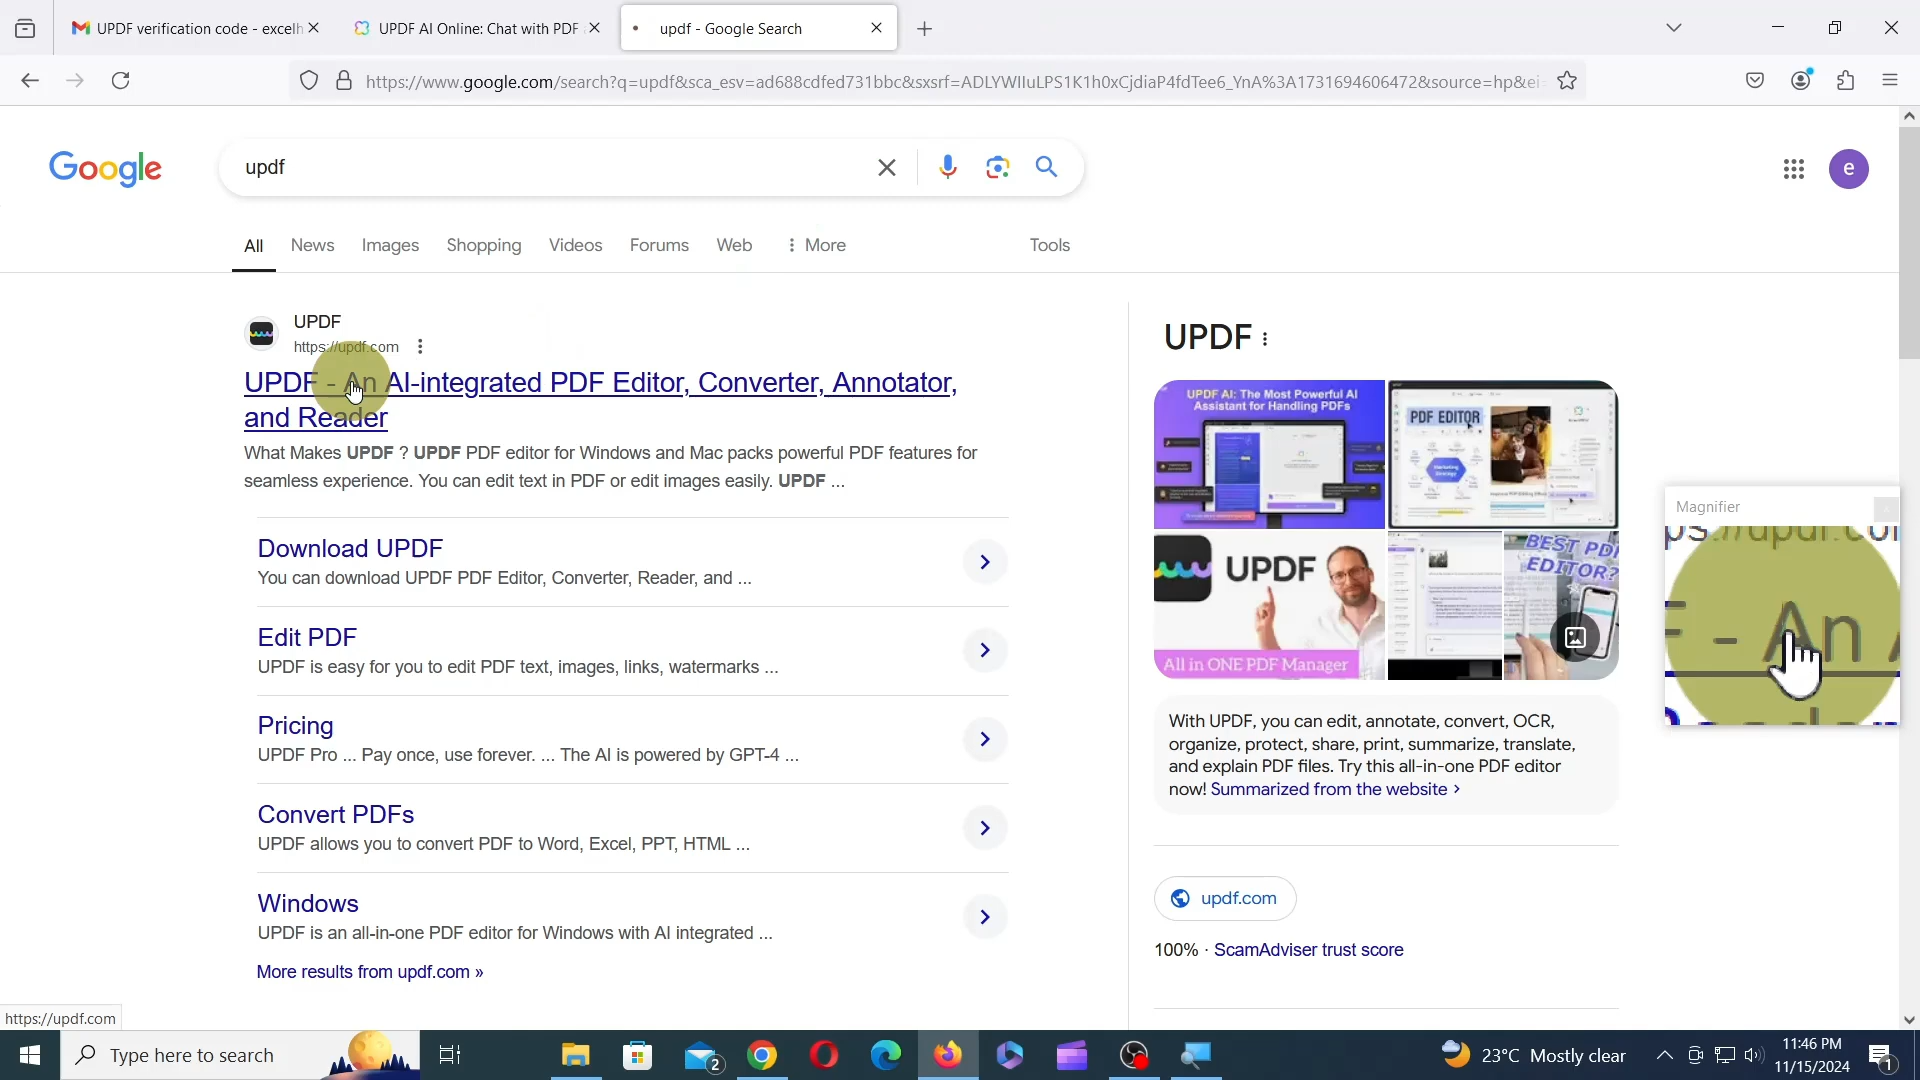 UPDF verification code - excelh
UPDF AI Online: Chat with PDF
updf - Google Search
https://www.google.com/search?q=updf&sca_esv=ad688cdfed731bbc&sxsrf=ADLYWIIuLPS1K1h0xCjdiaP4fdTee6_YnA%3A1731694606472&source=hp&ei=
Google
updf
e
All News Images Shopping Videos Forums Web More Tools
UPDF
https://updf.com
UPDF - An AI-integrated PDF Editor, Converter, Annotator,
and Reader
What Makes UPDF ? UPDF PDF editor for Windows and Mac packs powerful PDF features for
seamless experience. You can edit text in PDF or edit images easily. UPDF ...
Download UPDF
You can download UPDF PDF Editor, Converter, Reader, and ...
Edit PDF
UPDF is easy for you to edit PDF text, images, links, watermarks ...
Pricing
UPDF Pro ... Pay once, use forever. ... The AI is powered by GPT-4 ...
Convert PDFs
UPDF allows you to convert PDF to Word, Excel, PPT, HTML ...
Windows
UPDF is an all-in-one PDF editor for Windows with AI integrated ...
More results from updf.com »
UPDF
UPDF AI: The Most Powerful AI
Assistant for Handling PDFs
PDF EDITOR
UPDF
All in ONE PDF Manager
BEST PDF
EDITOR?
With UPDF, you can edit, annotate, convert, OCR,
organize, protect, share, print, summarize, translate,
and explain PDF files. Try this all-in-one PDF editor
now! Summarized from the website ›
updf.com
100% · ScamAdviser trust score
Magnifier
- An
https://updf.com
Type here to search
2
23°C Mostly clear
11:46 PM
11/15/2024
1